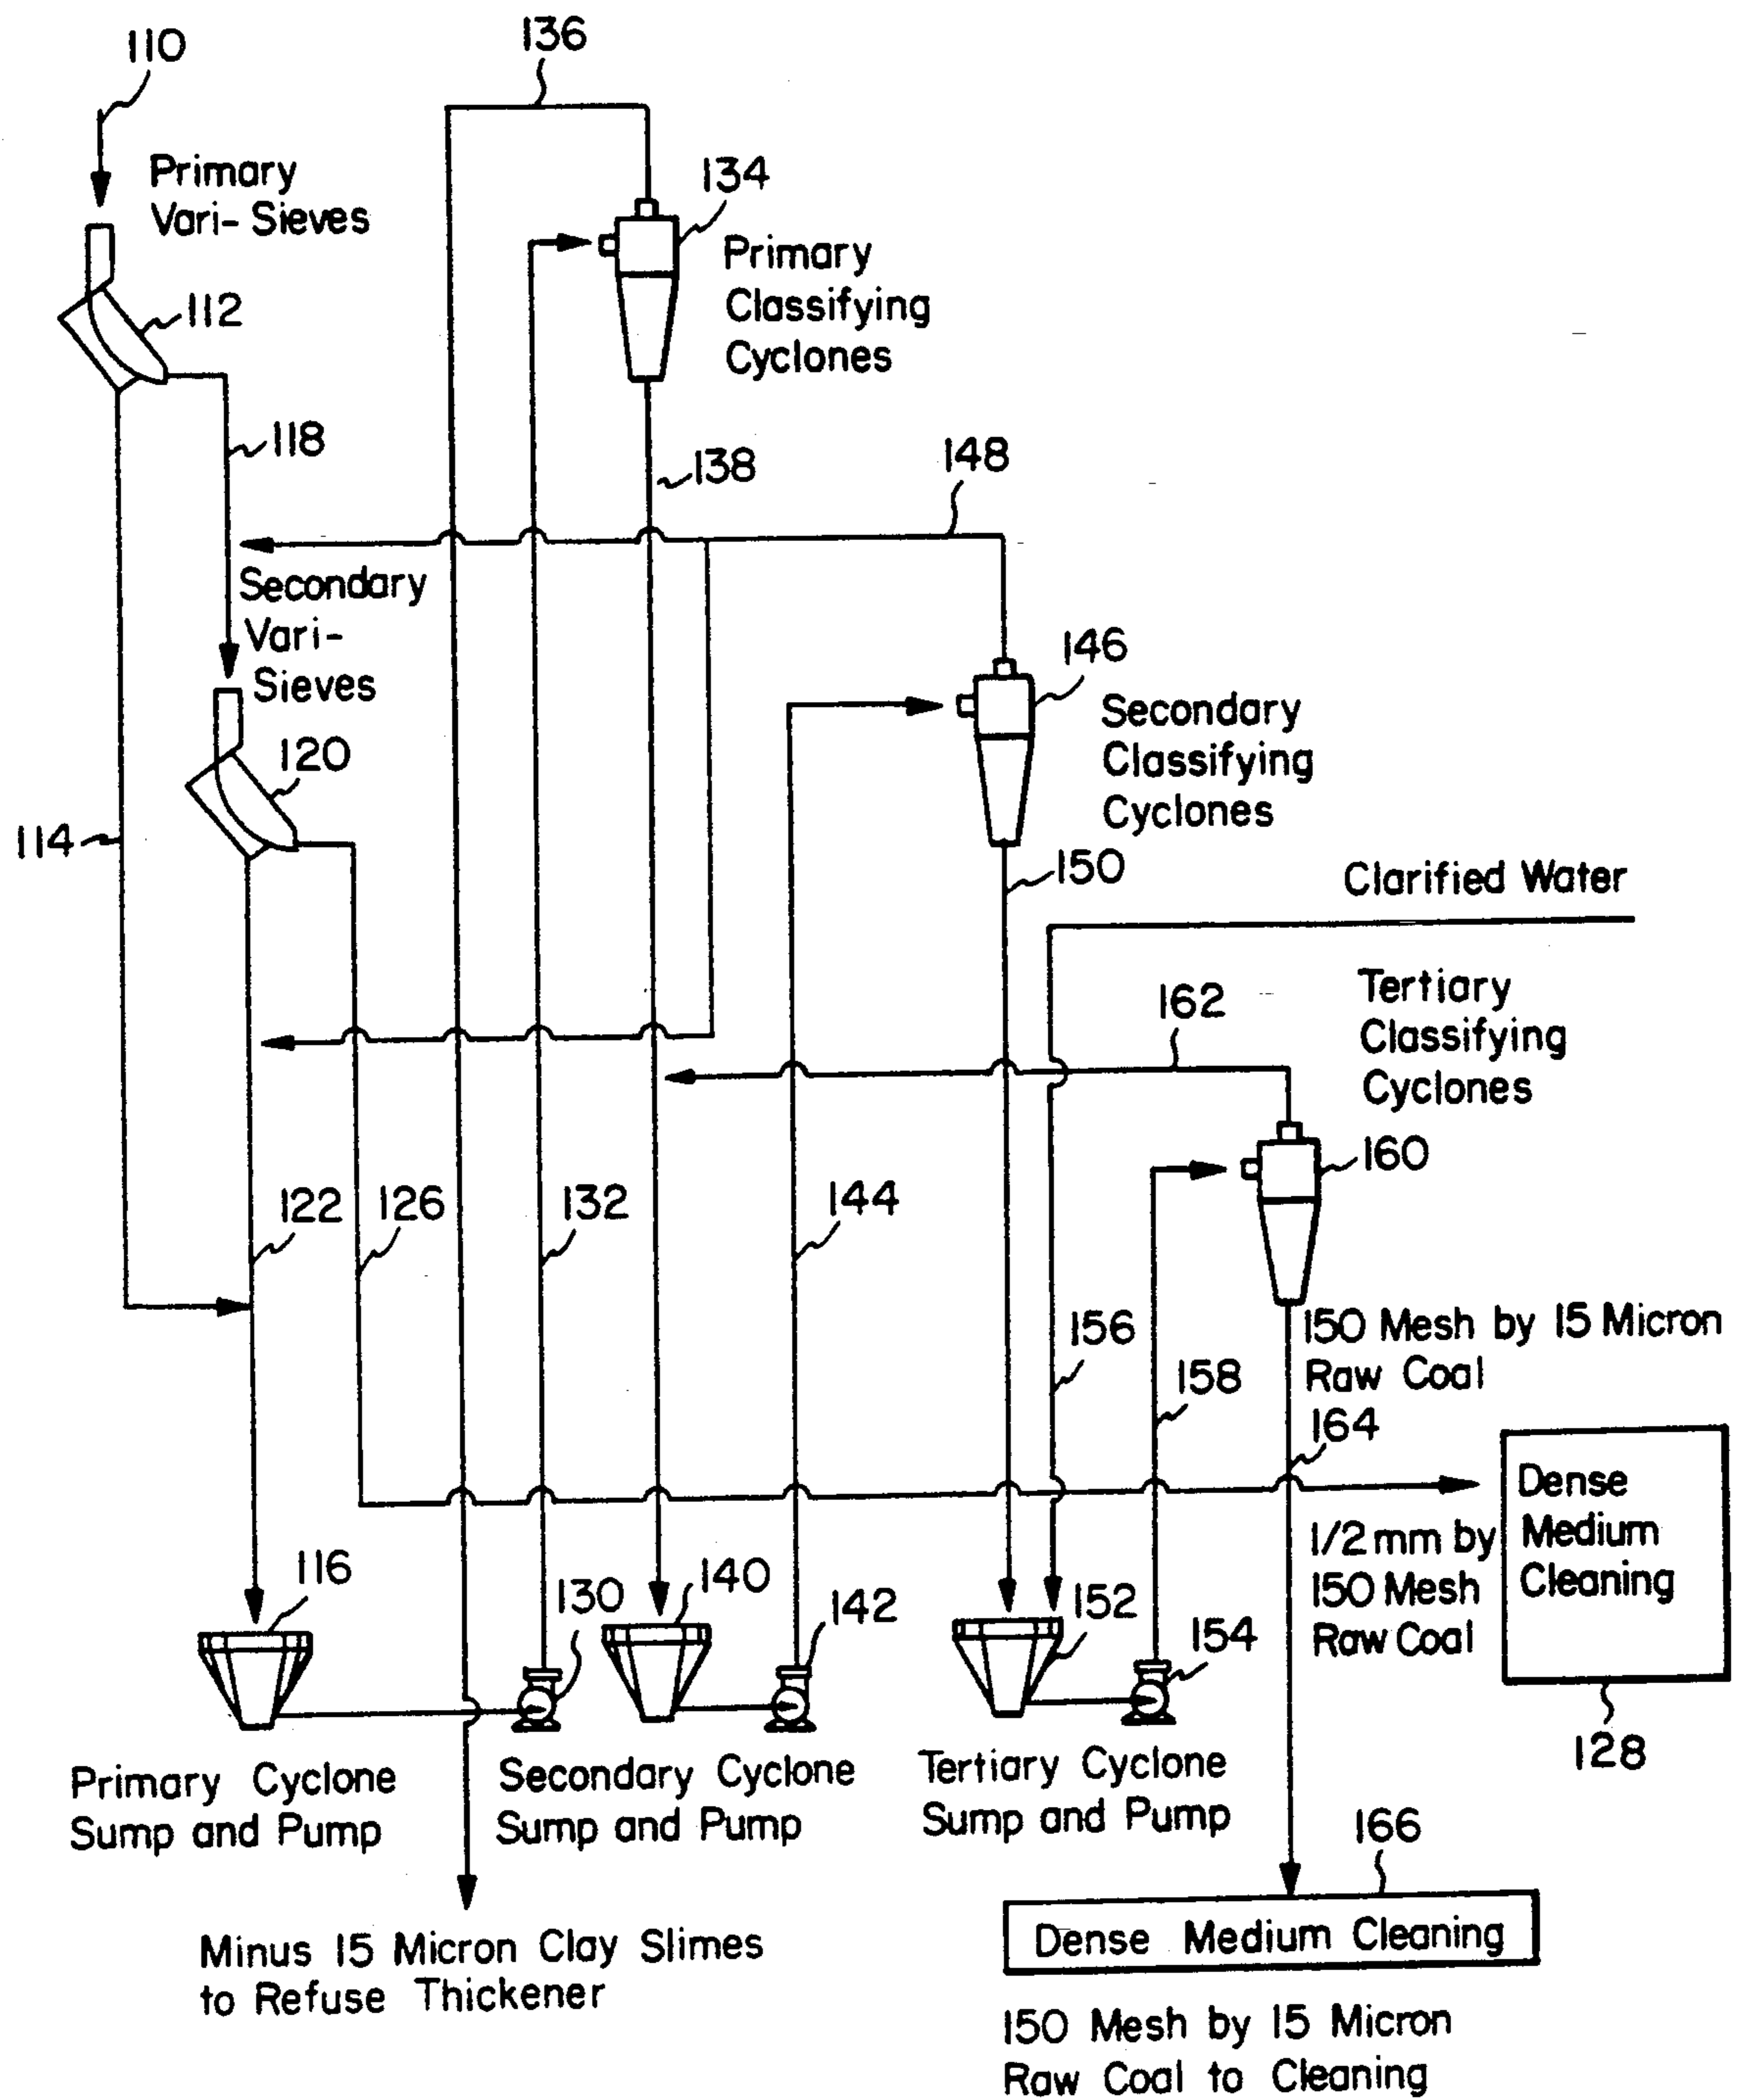 110
136
Primary
Vari- Sieves
134
Primary
Classifying
Cyclones
112
118
138
148
Secondary
Vari-
Sieves
146
Secondary
Classifying
Cyclones
120
114
150
Clarified Water
162
Tertiary
Classifying
Cyclones
160
122
126
132
144
156
158
150 Mesh by 15 Micron
Raw Coal
164
Dense
Medium
Cleaning
1/2 mm by
150 Mesh
Raw Coal
116
130
140
142
152
154
128
Primary Cyclone
Sump and Pump
Secondary Cyclone
Sump and Pump
Tertiary Cyclone
Sump and Pump
166
Minus 15 Micron Clay Slimes
to Refuse Thickener
Dense Medium Cleaning
150 Mesh by 15 Micron
Raw Coal to Cleaning